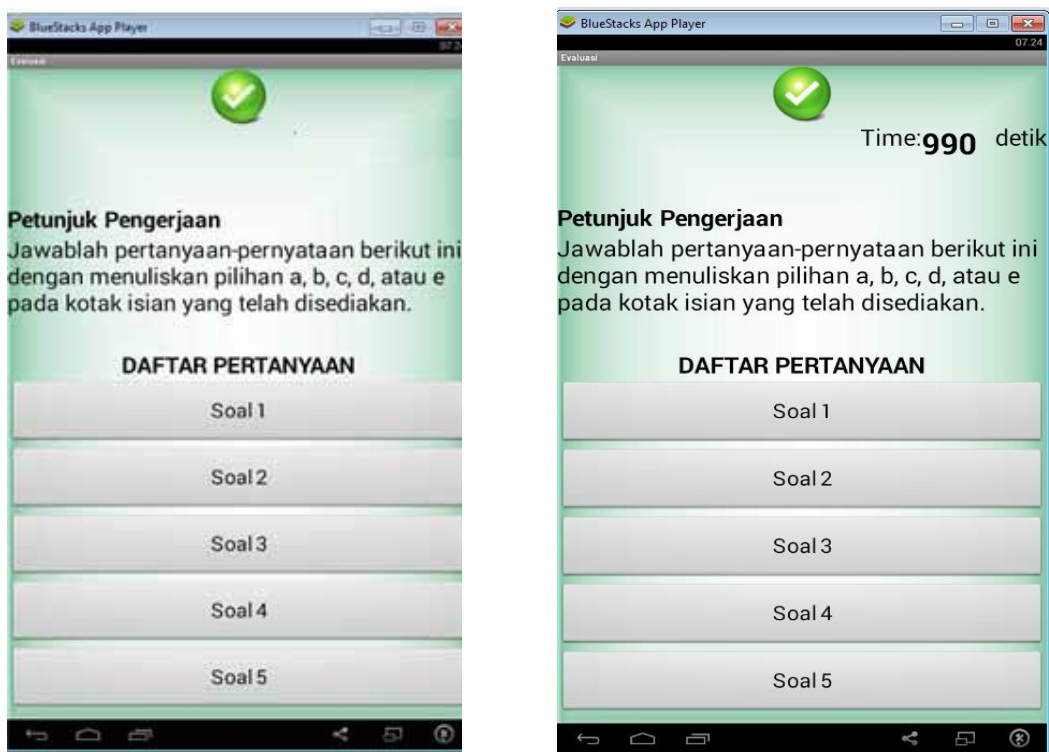 BlueStacks App Player
07.24
Evaluasi
Petunjuk Pengerjaan
Jawablah pertanyaan-pernyataan berikut ini
dengan menuliskan pilihan a, b, c, d, atau e
pada kotak isian yang telah disediakan.
DAFTAR PERTANYAAN
Soal 1
Soal 2
Soal 3
Soal 4
Soal 5
BlueStacks App Player
07.24
Evaluasi
Time:990 detik
Petunjuk Pengerjaan
Jawablah pertanyaan-pernyataan berikut ini
dengan menuliskan pilihan a, b, c, d, atau e
pada kotak isian yang telah disediakan.
DAFTAR PERTANYAAN
Soal 1
Soal 2
Soal 3
Soal 4
Soal 5